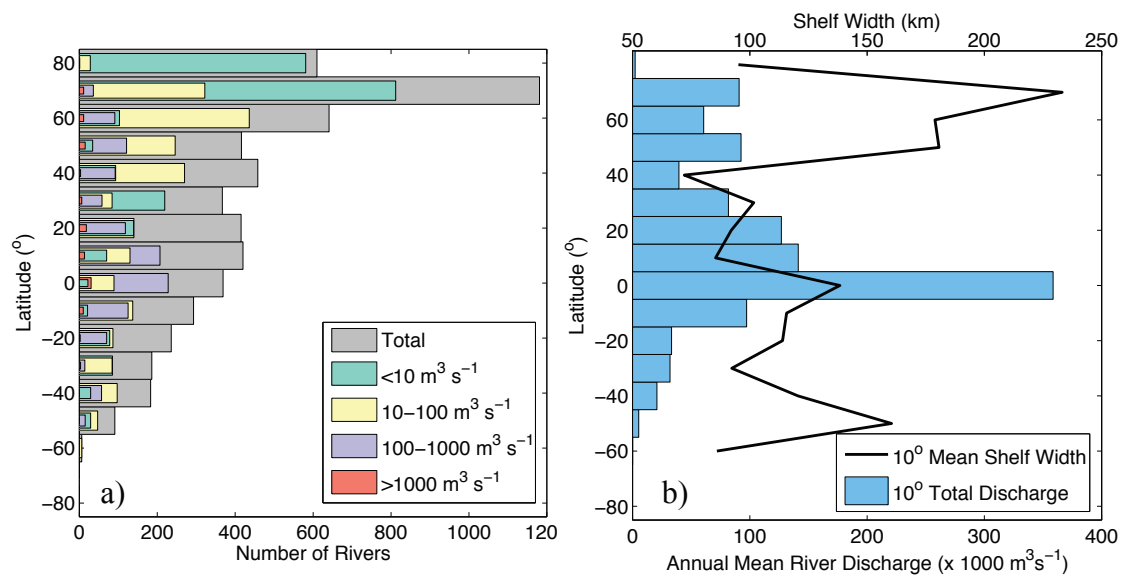 80
60
40
20
0
−20
−40
−60
−80
Latitude (°)
0
200
400
600
800
1000
1200
Number of Rivers
a)
Total
<10 m³ s⁻¹
10−100 m³ s⁻¹
100−1000 m³ s⁻¹
>1000 m³ s⁻¹
Shelf Width (km)
50
100
150
200
250
80
60
40
20
0
−20
−40
−60
−80
Latitude (°)
0
100
200
300
400
Annual Mean River Discharge (x 1000 m³s⁻¹)
b)
10° Mean Shelf Width
10° Total Discharge